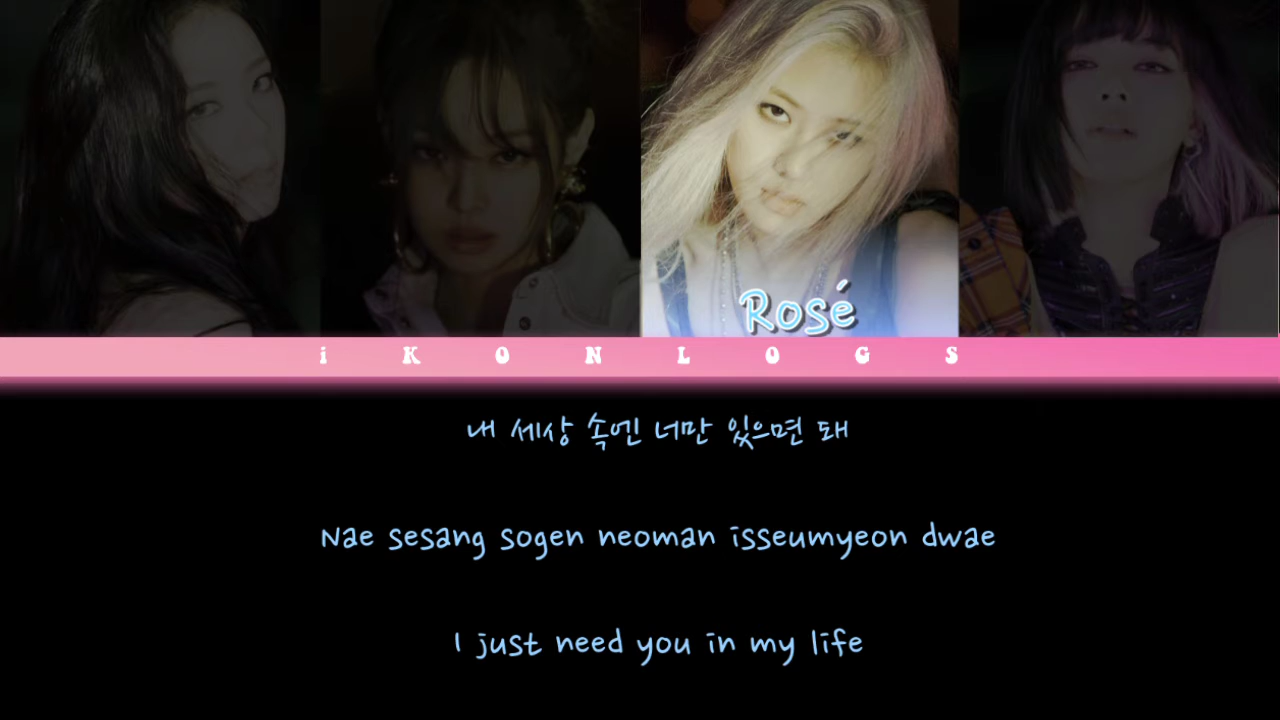 Rosé
iKONLOGS
내 세상 속엔 너만 있으면 돼
Nae sesang sogen neoman isseumyeon dwae
I just need you in my life